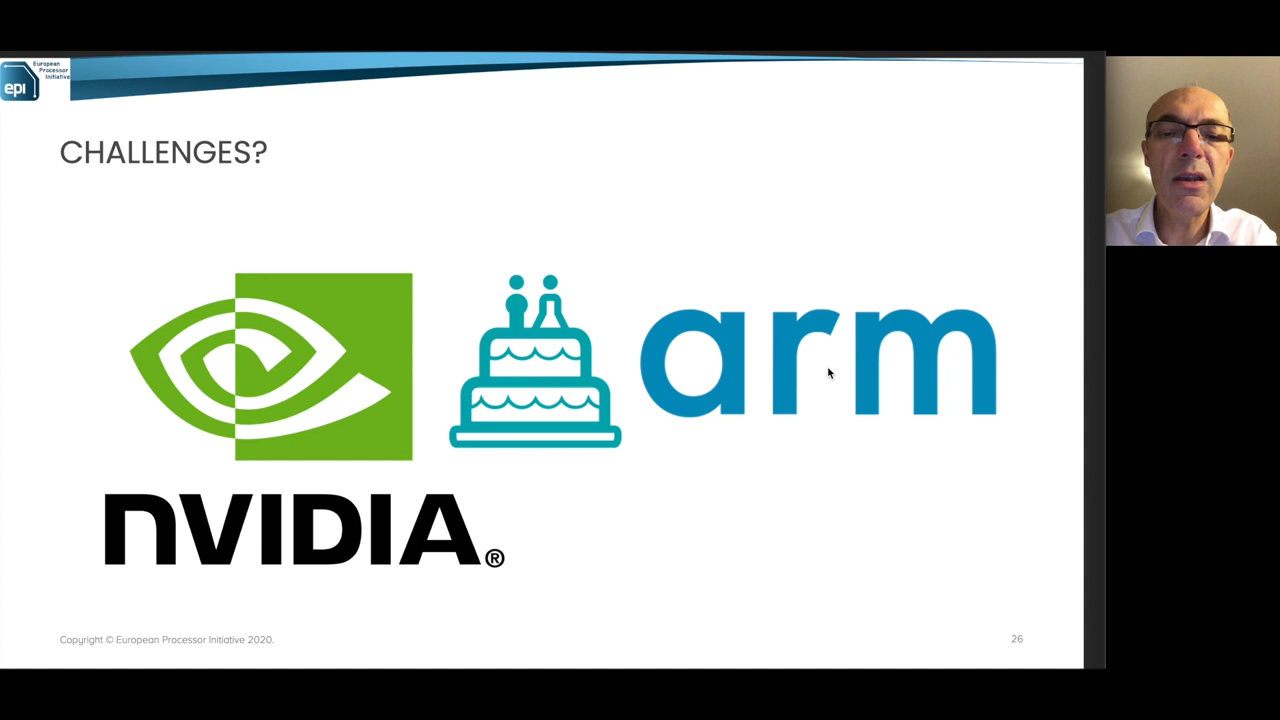 European
Processor
Initiative
epi
CHALLENGES?
arm
NVIDIA®
Copyright © European Processor Initiative 2020.
26